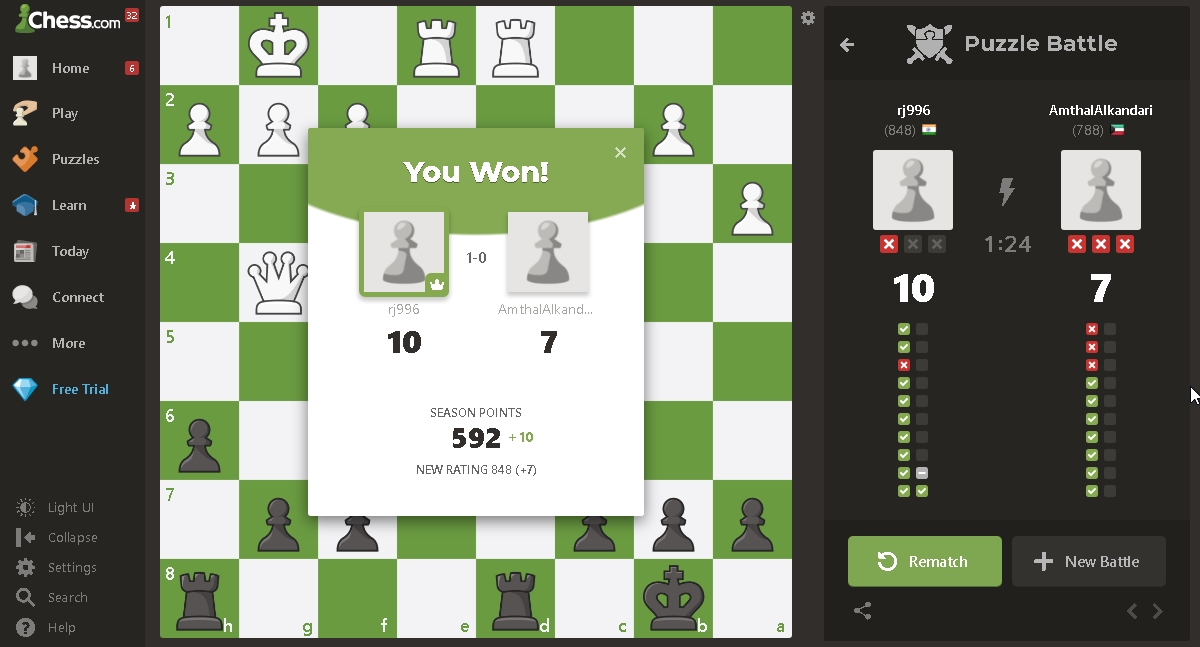 Chess.com 32
Home 6
Play
Puzzles
Learn
Today
Connect
More
Free Trial
Light UI
Collapse
Settings
Search
Help
1
2
3
4
5
6
7
8
h g f e d c b a
You Won!
1-0
rj996 AmthalAlkand...
10 7
SEASON POINTS
592 +10
NEW RATING 848 (+7)
Puzzle Battle
rj996 AmthalAlkandari
(848) (788)
1:24
10 7
Rematch New Battle